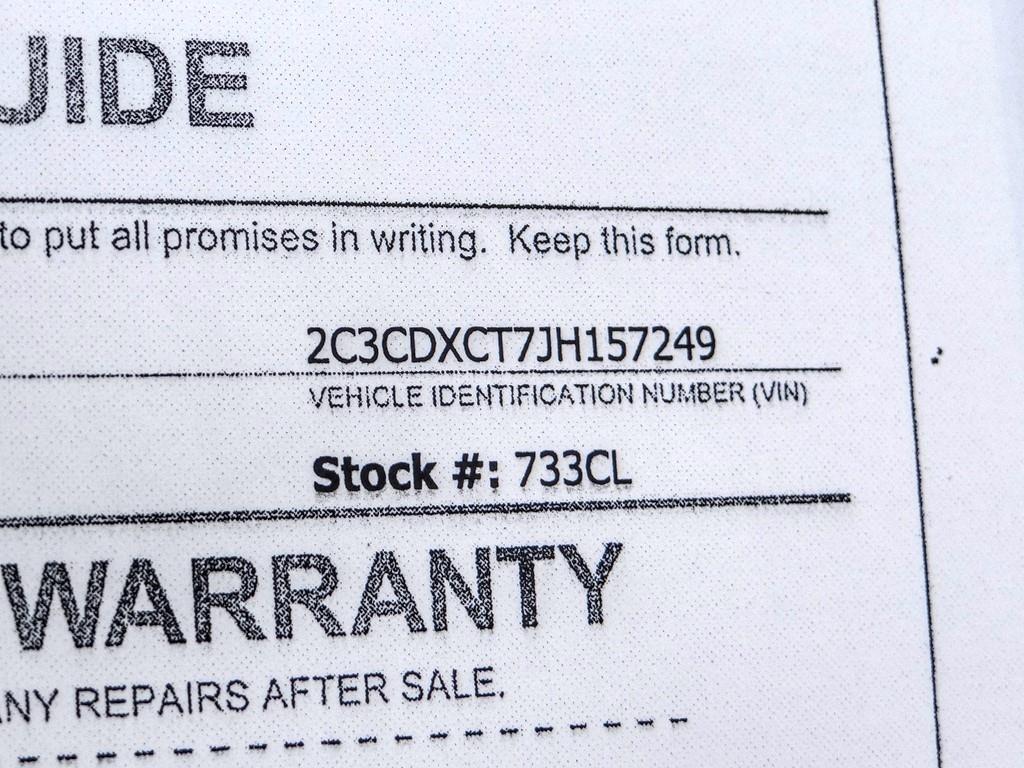 UIDE
to put all promises in writing. Keep this form.
2C3CDXCT7JH157249
VEHICLE IDENTIFICATION NUMBER (VIN)
Stock #: 733CL
WARRANTY
NY REPAIRS AFTER SALE.